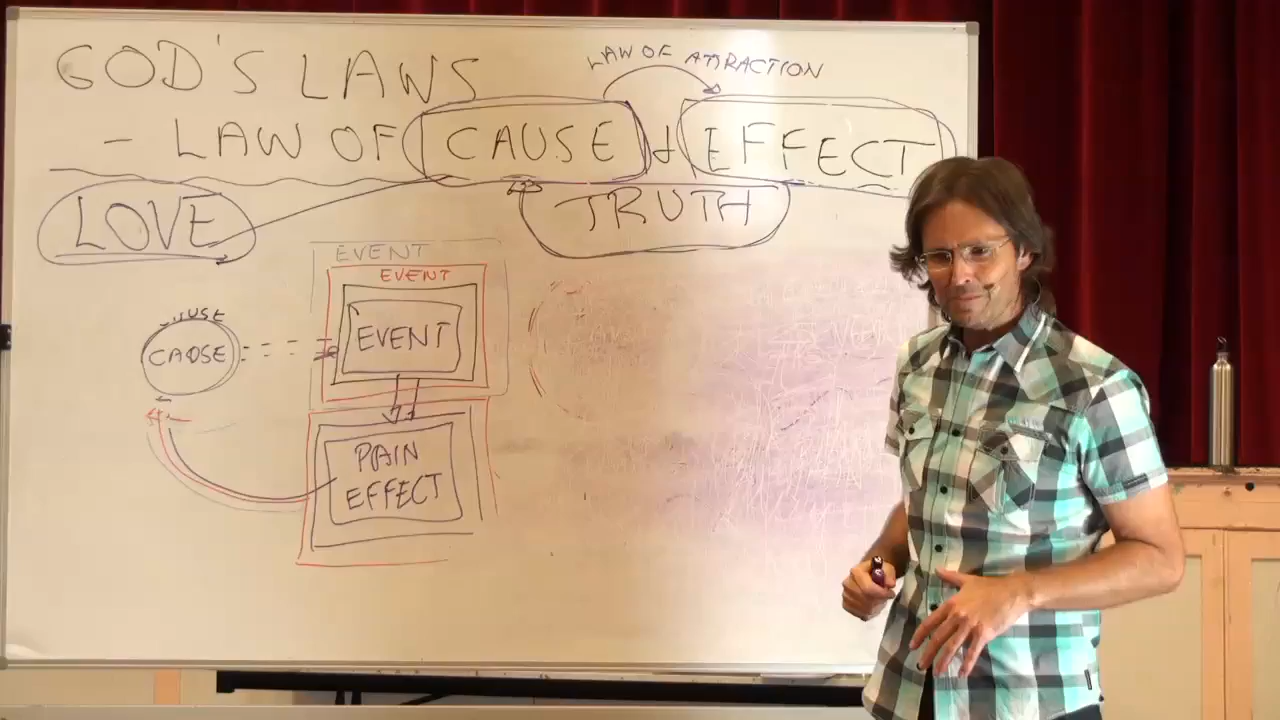 GOD'S LAWS
LAW OF ATTRACTION
- LAW OF CAUSE & EFFECT
LOVE
TRUTH
EVENT
EVENT
EVENT
CAUSE
PAIN
EFFECT